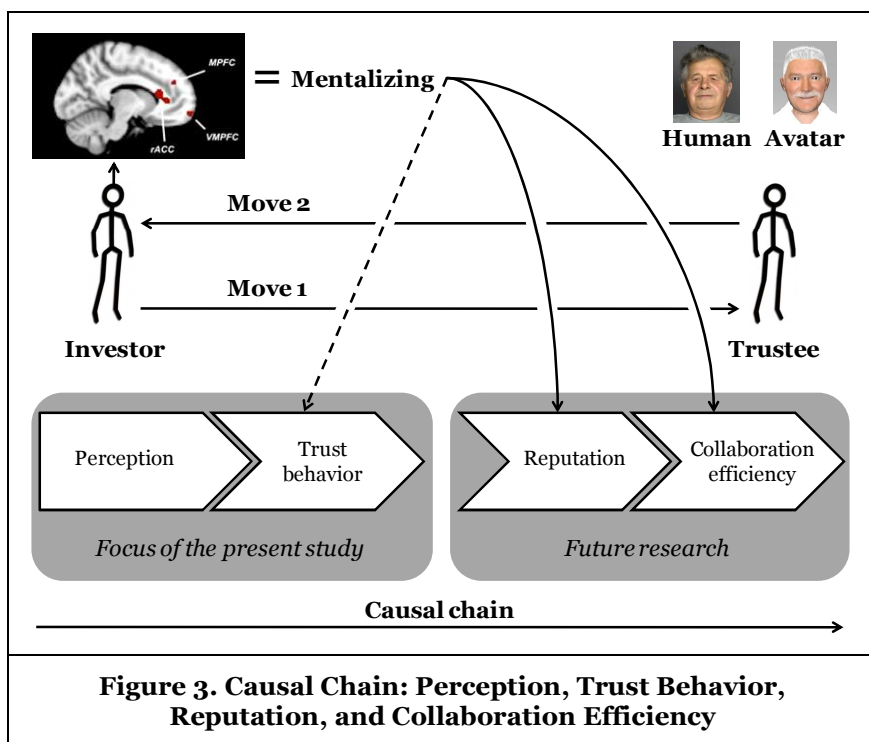 MPFC
= Mentalizing
rACC
VMPFC
Human Avatar
Move 2
Move 1
Investor
Trustee
Perception
Trust
behavior
Reputation
Collaboration
efficiency
Focus of the present study
Future research
Causal chain
Figure 3. Causal Chain: Perception, Trust Behavior,
Reputation, and Collaboration Efficiency